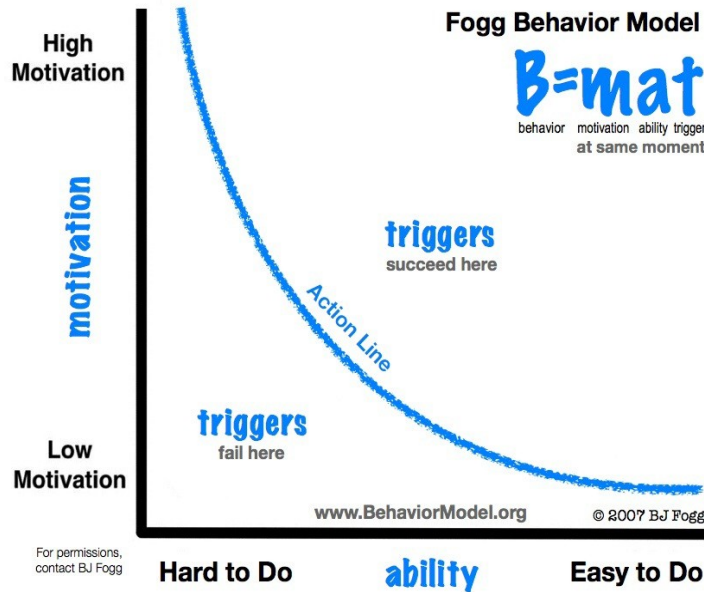 Fogg Behavior Model
B=mat
behavior motivation ability trigger
at same moment
High
Motivation
motivation
triggers
succeed here
Action Line
triggers
fail here
Low
Motivation
www.BehaviorModel.org
© 2007 BJ Fogg
For permissions,
contact BJ Fogg
Hard to Do
ability
Easy to Do